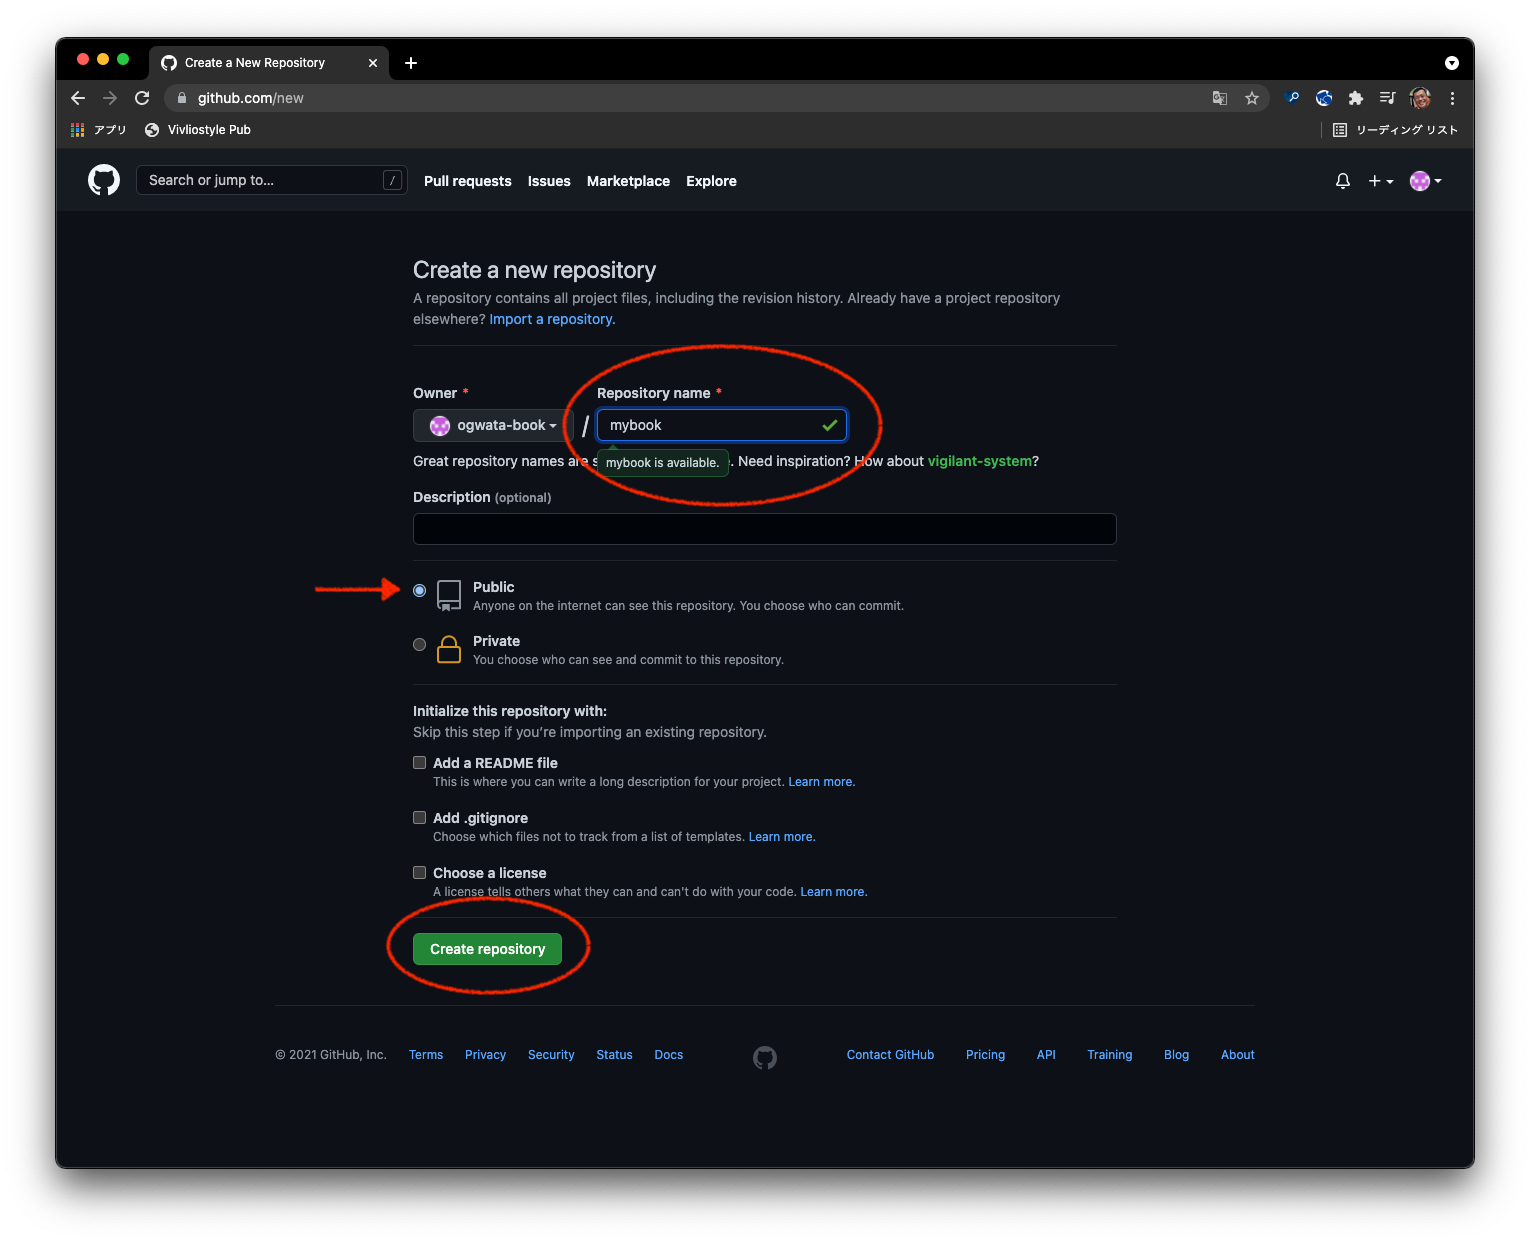 Create a New Repository
github.com/new
アプリ
Vivliostyle Pub
リーディング リスト
Search or jump to...
/
Pull requests
Issues
Marketplace
Explore
Create a new repository
A repository contains all project files, including the revision history. Already have a project repository
elsewhere? Import a repository.
Owner *
Repository name *
ogwata-book
/
mybook
Great repository names are s
. Need inspiration? How about vigilant-system?
mybook is available.
Description (optional)
Public
Anyone on the internet can see this repository. You choose who can commit.
Private
You choose who can see and commit to this repository.
Initialize this repository with:
Skip this step if you’re importing an existing repository.
Add a README file
This is where you can write a long description for your project. Learn more.
Add .gitignore
Choose which files not to track from a list of templates. Learn more.
Choose a license
A license tells others what they can and can't do with your code. Learn more.
Create repository
© 2021 GitHub, Inc.
Terms
Privacy
Security
Status
Docs
Contact GitHub
Pricing
API
Training
Blog
About